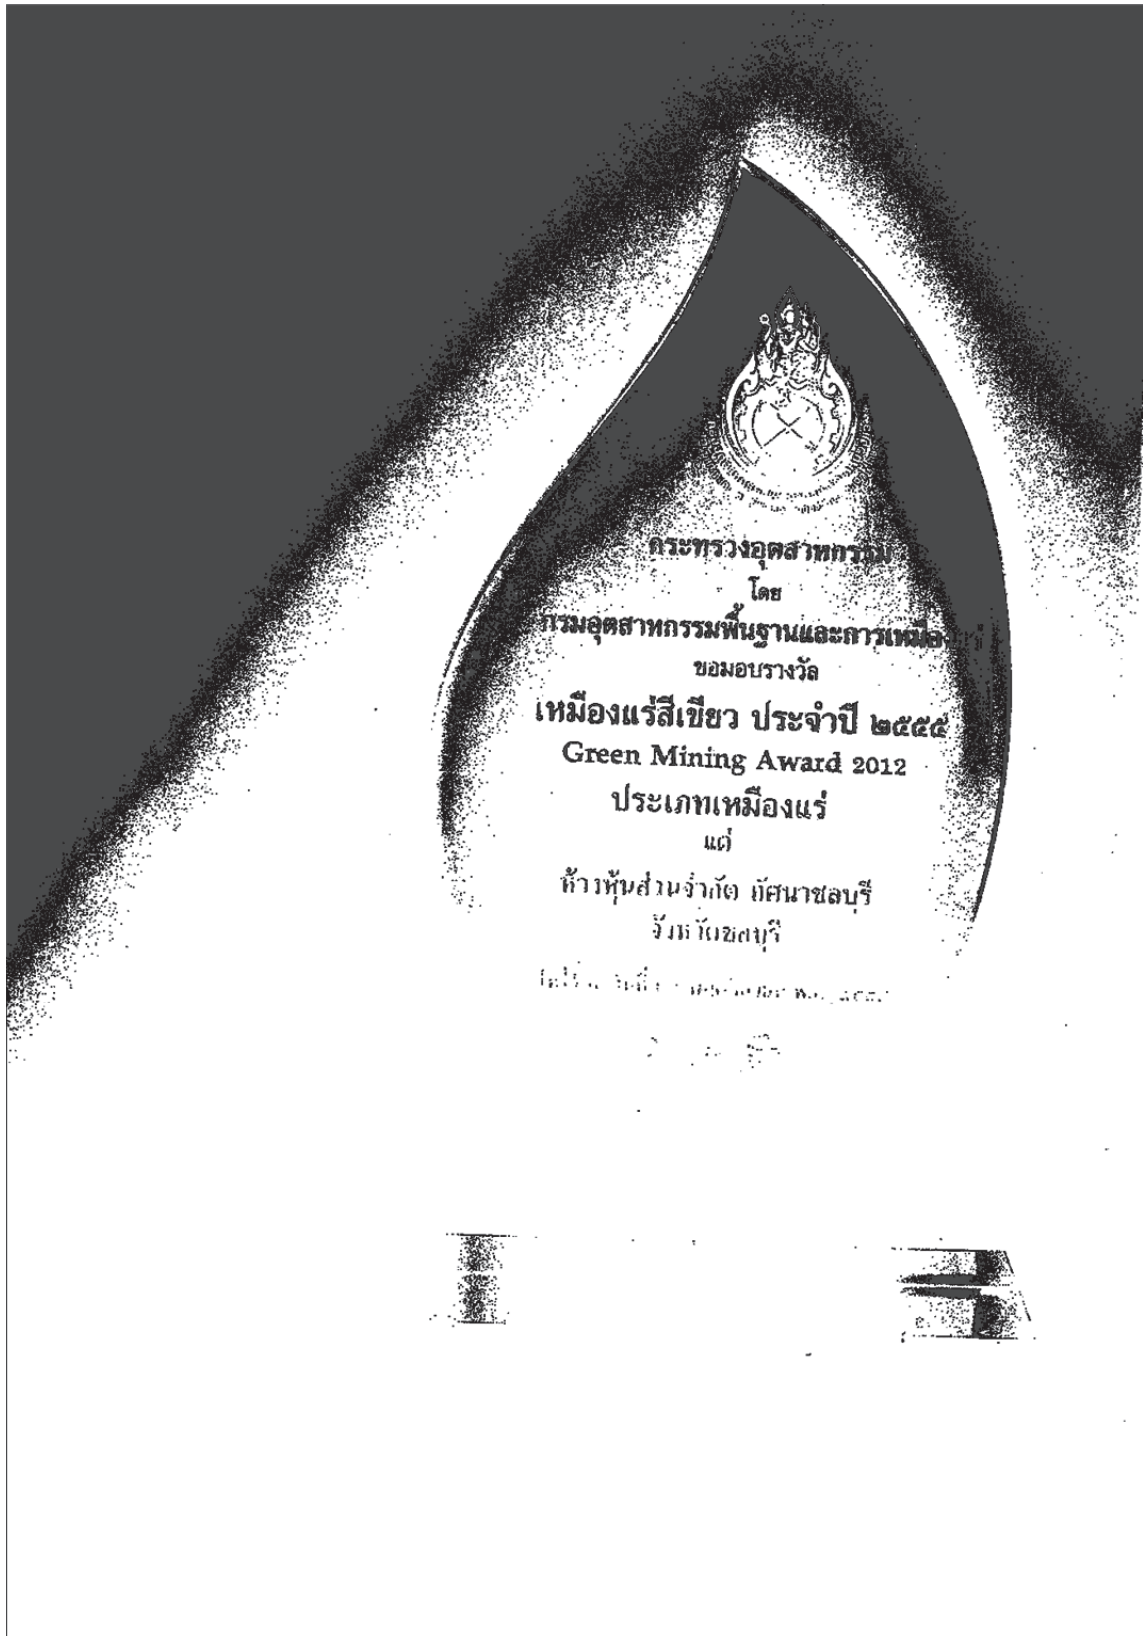 กระทรวงอุตสาหกรรม
โดย
กรมอุตสาหกรรมพื้นฐานและการเหมืองแร่
ขอมอบรางวัล
เหมืองแร่สีเขียว ประจำปี ๒๕๕๕
Green Mining Award 2012
ประเภทเหมืองแร่
แด่
ห้างหุ้นส่วนจำกัด ทัศนาชลบุรี
จังหวัดชลบุรี